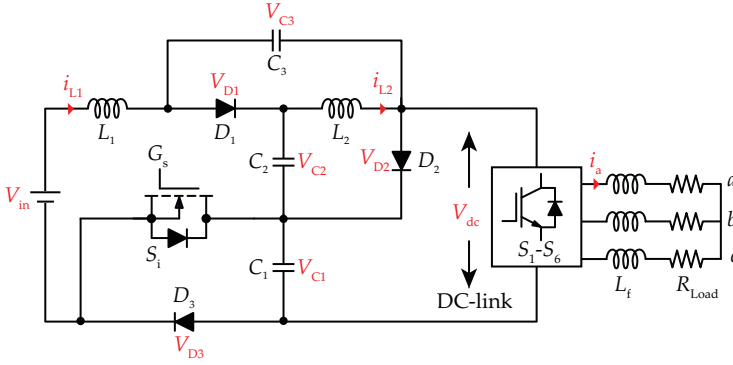 V_C3
C_3
i_L1
V_D1
i_L2
L_1
D_1
L_2
G_s
C_2
V_C2
V_D2
D_2
V_in
V_dc
i_a
a
b
S_i
C_1
V_C1
S_1-S_6
D_3
DC-link
L_f
R_Load
V_D3